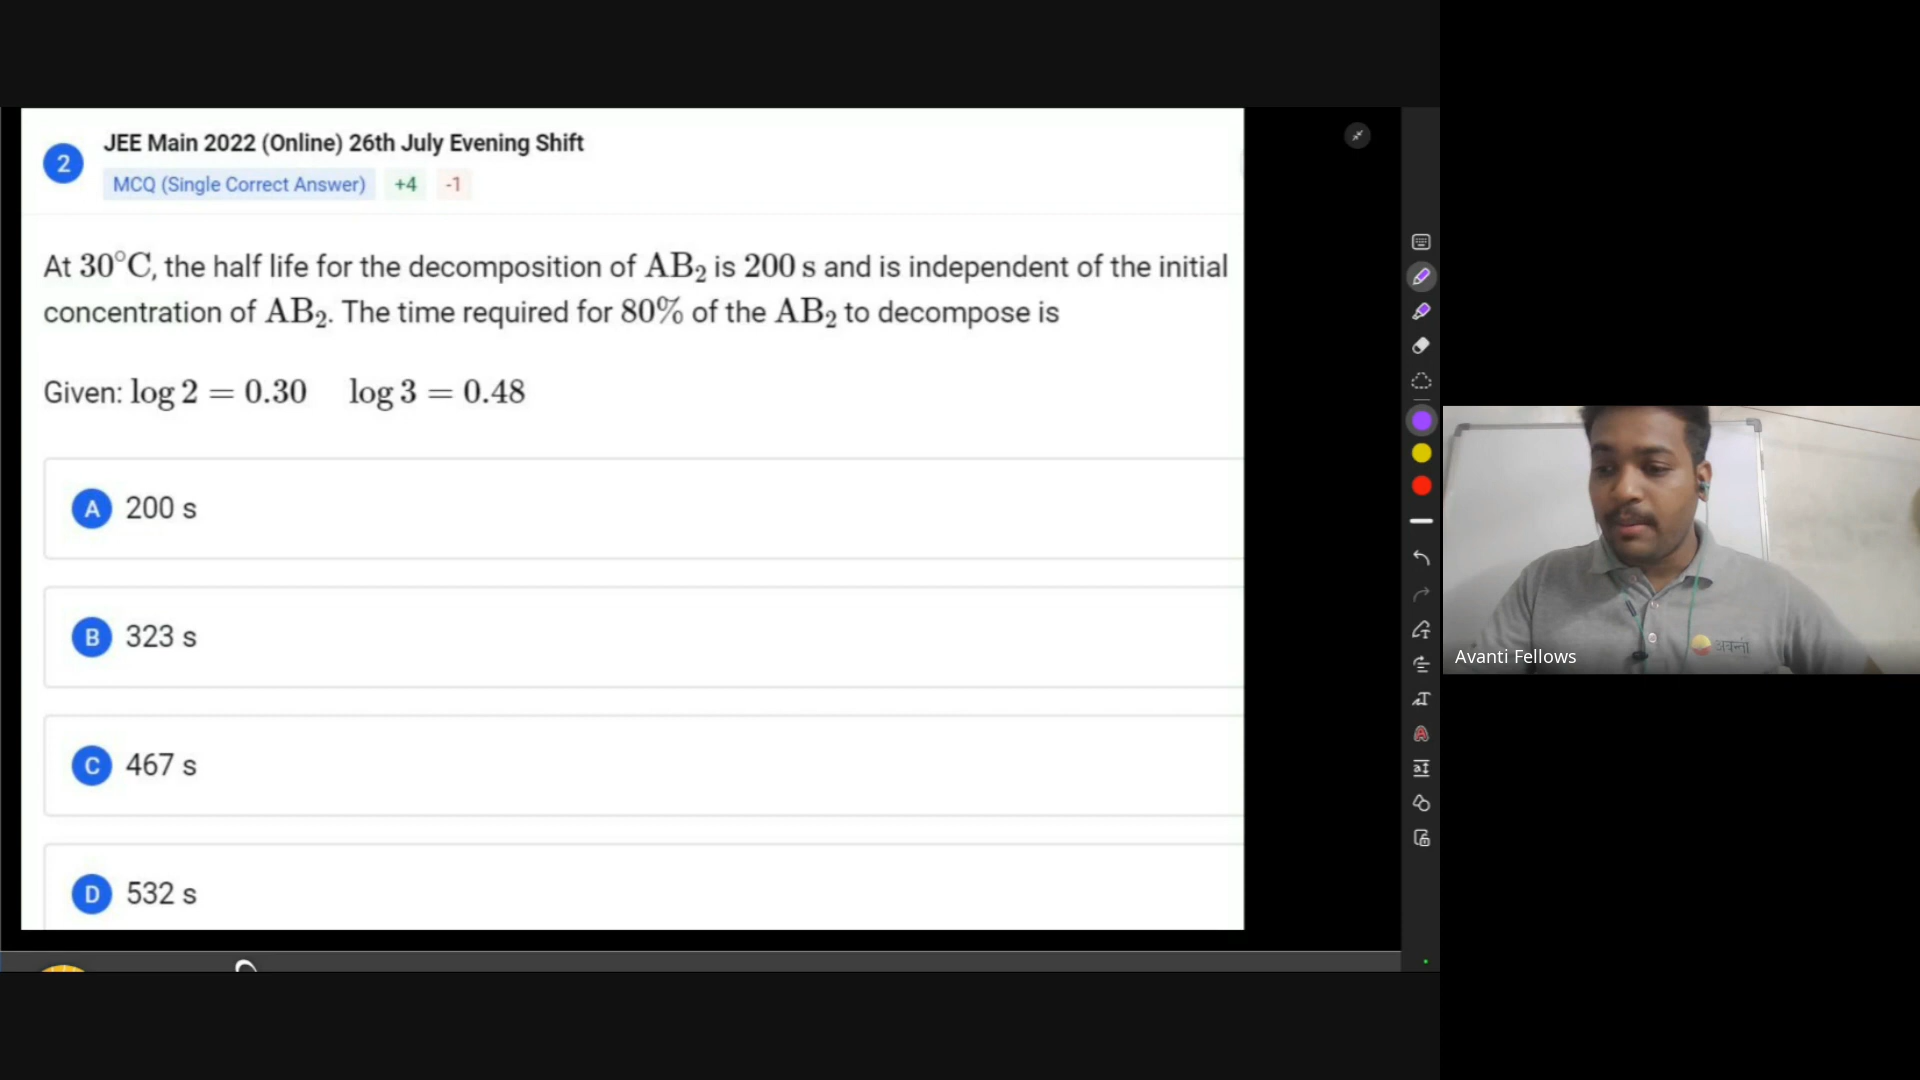 2
JEE Main 2022 (Online) 26th July Evening Shift
MCQ (Single Correct Answer) +4 -1
At 30°C, the half life for the decomposition of AB₂ is 200 s and is independent of the initial
concentration of AB₂. The time required for 80% of the AB₂ to decompose is
Given: log 2 = 0.30 log 3 = 0.48
A 200 s
B 323 s
C 467 s
D 532 s
अवन्ती
Avanti Fellows